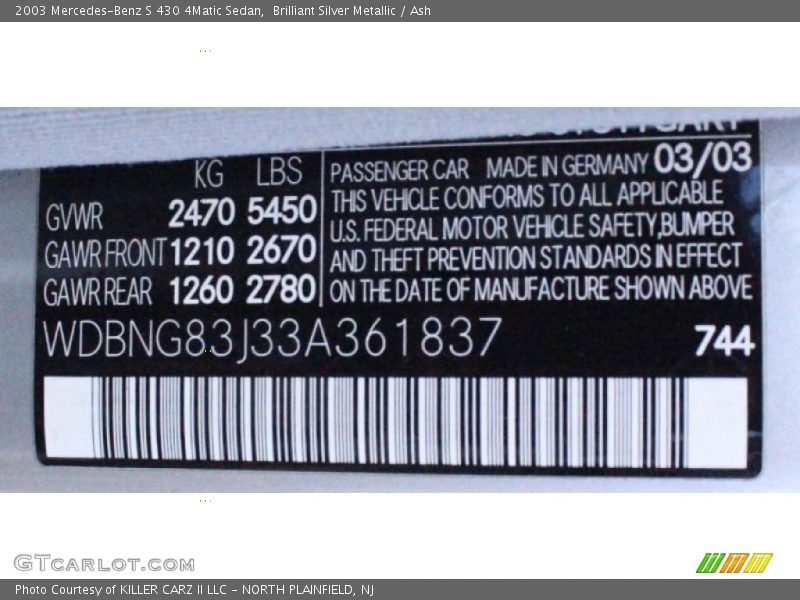 2003 Mercedes-Benz S 430 4Matic Sedan,  Brilliant Silver Metallic / Ash
KG LBS
GVWR 2470 5450
GAWR FRONT 1210 2670
GAWR REAR 1260 2780
PASSENGER CAR MADE IN GERMANY 03/03
THIS VEHICLE CONFORMS TO ALL APPLICABLE
U.S. FEDERAL MOTOR VEHICLE SAFETY,BUMPER
AND THEFT PREVENTION STANDARDS IN EFFECT
ON THE DATE OF MANUFACTURE SHOWN ABOVE
WDBNG83J33A361837 744
GTCARLOT.COM
Photo Courtesy of KILLER CARZ II LLC - NORTH PLAINFIELD, NJ